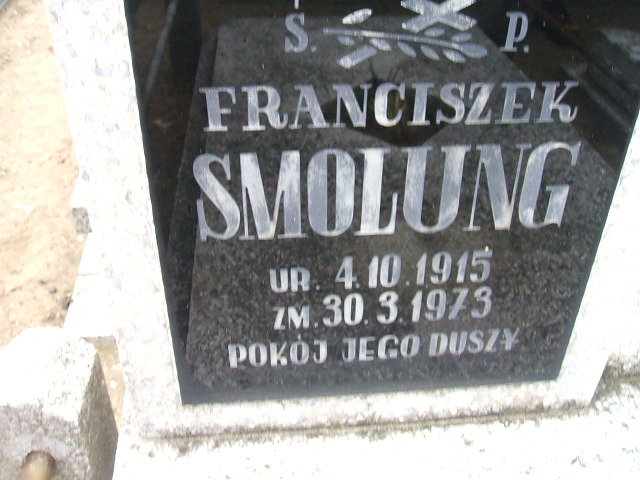 Ś. P.
FRANCISZEK
SMOLUNG
UR. 4.10.1915
ZM. 30.3.1973
POKÓJ JEGO DUSZY